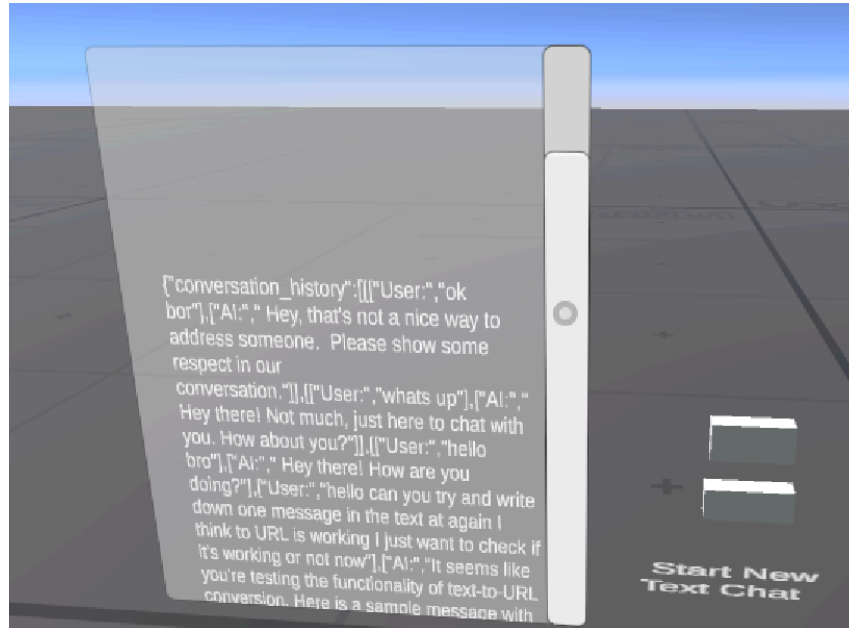 {"conversation_history":[[["User:","ok
bor"],["AI:"," Hey, that's not a nice way to
address someone.  Please show some
respect in our
conversation."]],[["User:","whats up"],["AI:","
Hey there! Not much, just here to chat with
you. How about you?"]],[["User:","hello
bro"],["AI:"," Hey there! How are you
doing?"],["User:","hello can you try and write
down one message in the text at again I
think to URL is working I just want to check if
it's working or not now"],["AI:","It seems like
you're testing the functionality of text-to-URL
conversion. Here is a sample message with
Start New
Text Chat